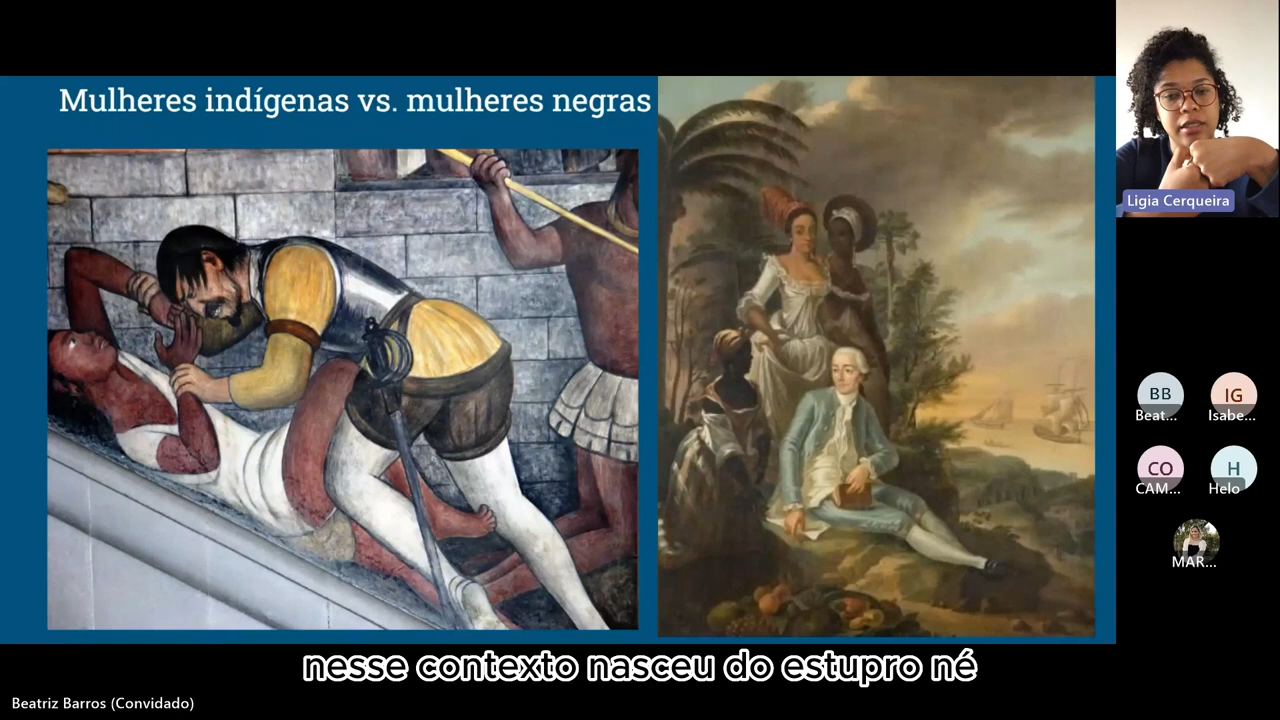 Mulheres indígenas vs. mulheres negras
Ligia Cerqueira
BB
Beat...
IG
Isabe...
CO
CAM...
H
Helo
MAR...
nesse contexto nasceu do estupro né
Beatriz Barros (Convidado)